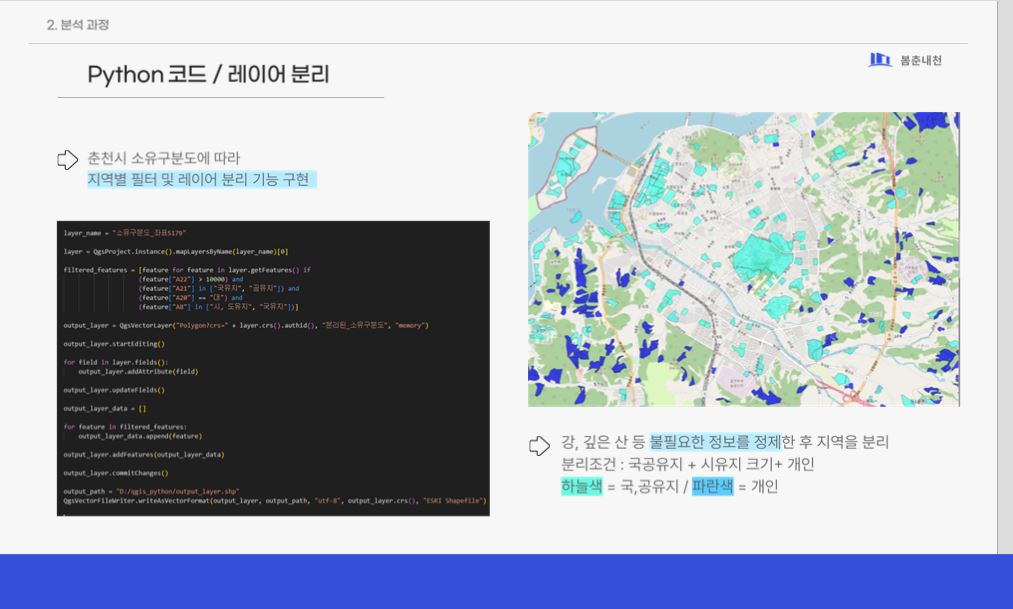 2. 분석 과정
Python 코드 / 레이어 분리
봄춘내천
춘천시 소유구분도에 따라
지역별 필터 및 레이어 분리 기능 구현
layer_name = "소유구분도_좌표5179"
layer = QgsProject.instance().mapLayersByName(layer_name)[0]
filtered_features = [feature for feature in layer.getFeatures() if
(feature["A22"] > 10000) and
(feature["A21"] in ["국유지", "공유지"]) and
(feature["A20"] == "대") and
(feature["A8"] in ["시, 도유지", "국유지"])]
output_layer = QgsVectorLayer("Polygon?crs=" + layer.crs().authid(), "분리된_소유구분도", "memory")
output_layer.startEditing()
for field in layer.fields():
output_layer.addAttribute(field)
output_layer.updateFields()
output_layer_data = []
for feature in filtered_features:
output_layer_data.append(feature)
output_layer.addFeatures(output_layer_data)
output_layer.commitChanges()
output_path = "D:/qgis_python/output_layer.shp"
QgsVectorFileWriter.writeAsVectorFormat(output_layer, output_path, "utf-8", output_layer.crs(), "ESRI Shapefile")
강, 깊은 산 등 불필요한 정보를 정제한 후 지역을 분리
분리조건 : 국공유지 + 시유지 크기+ 개인
하늘색 = 국,공유지 / 파란색 = 개인